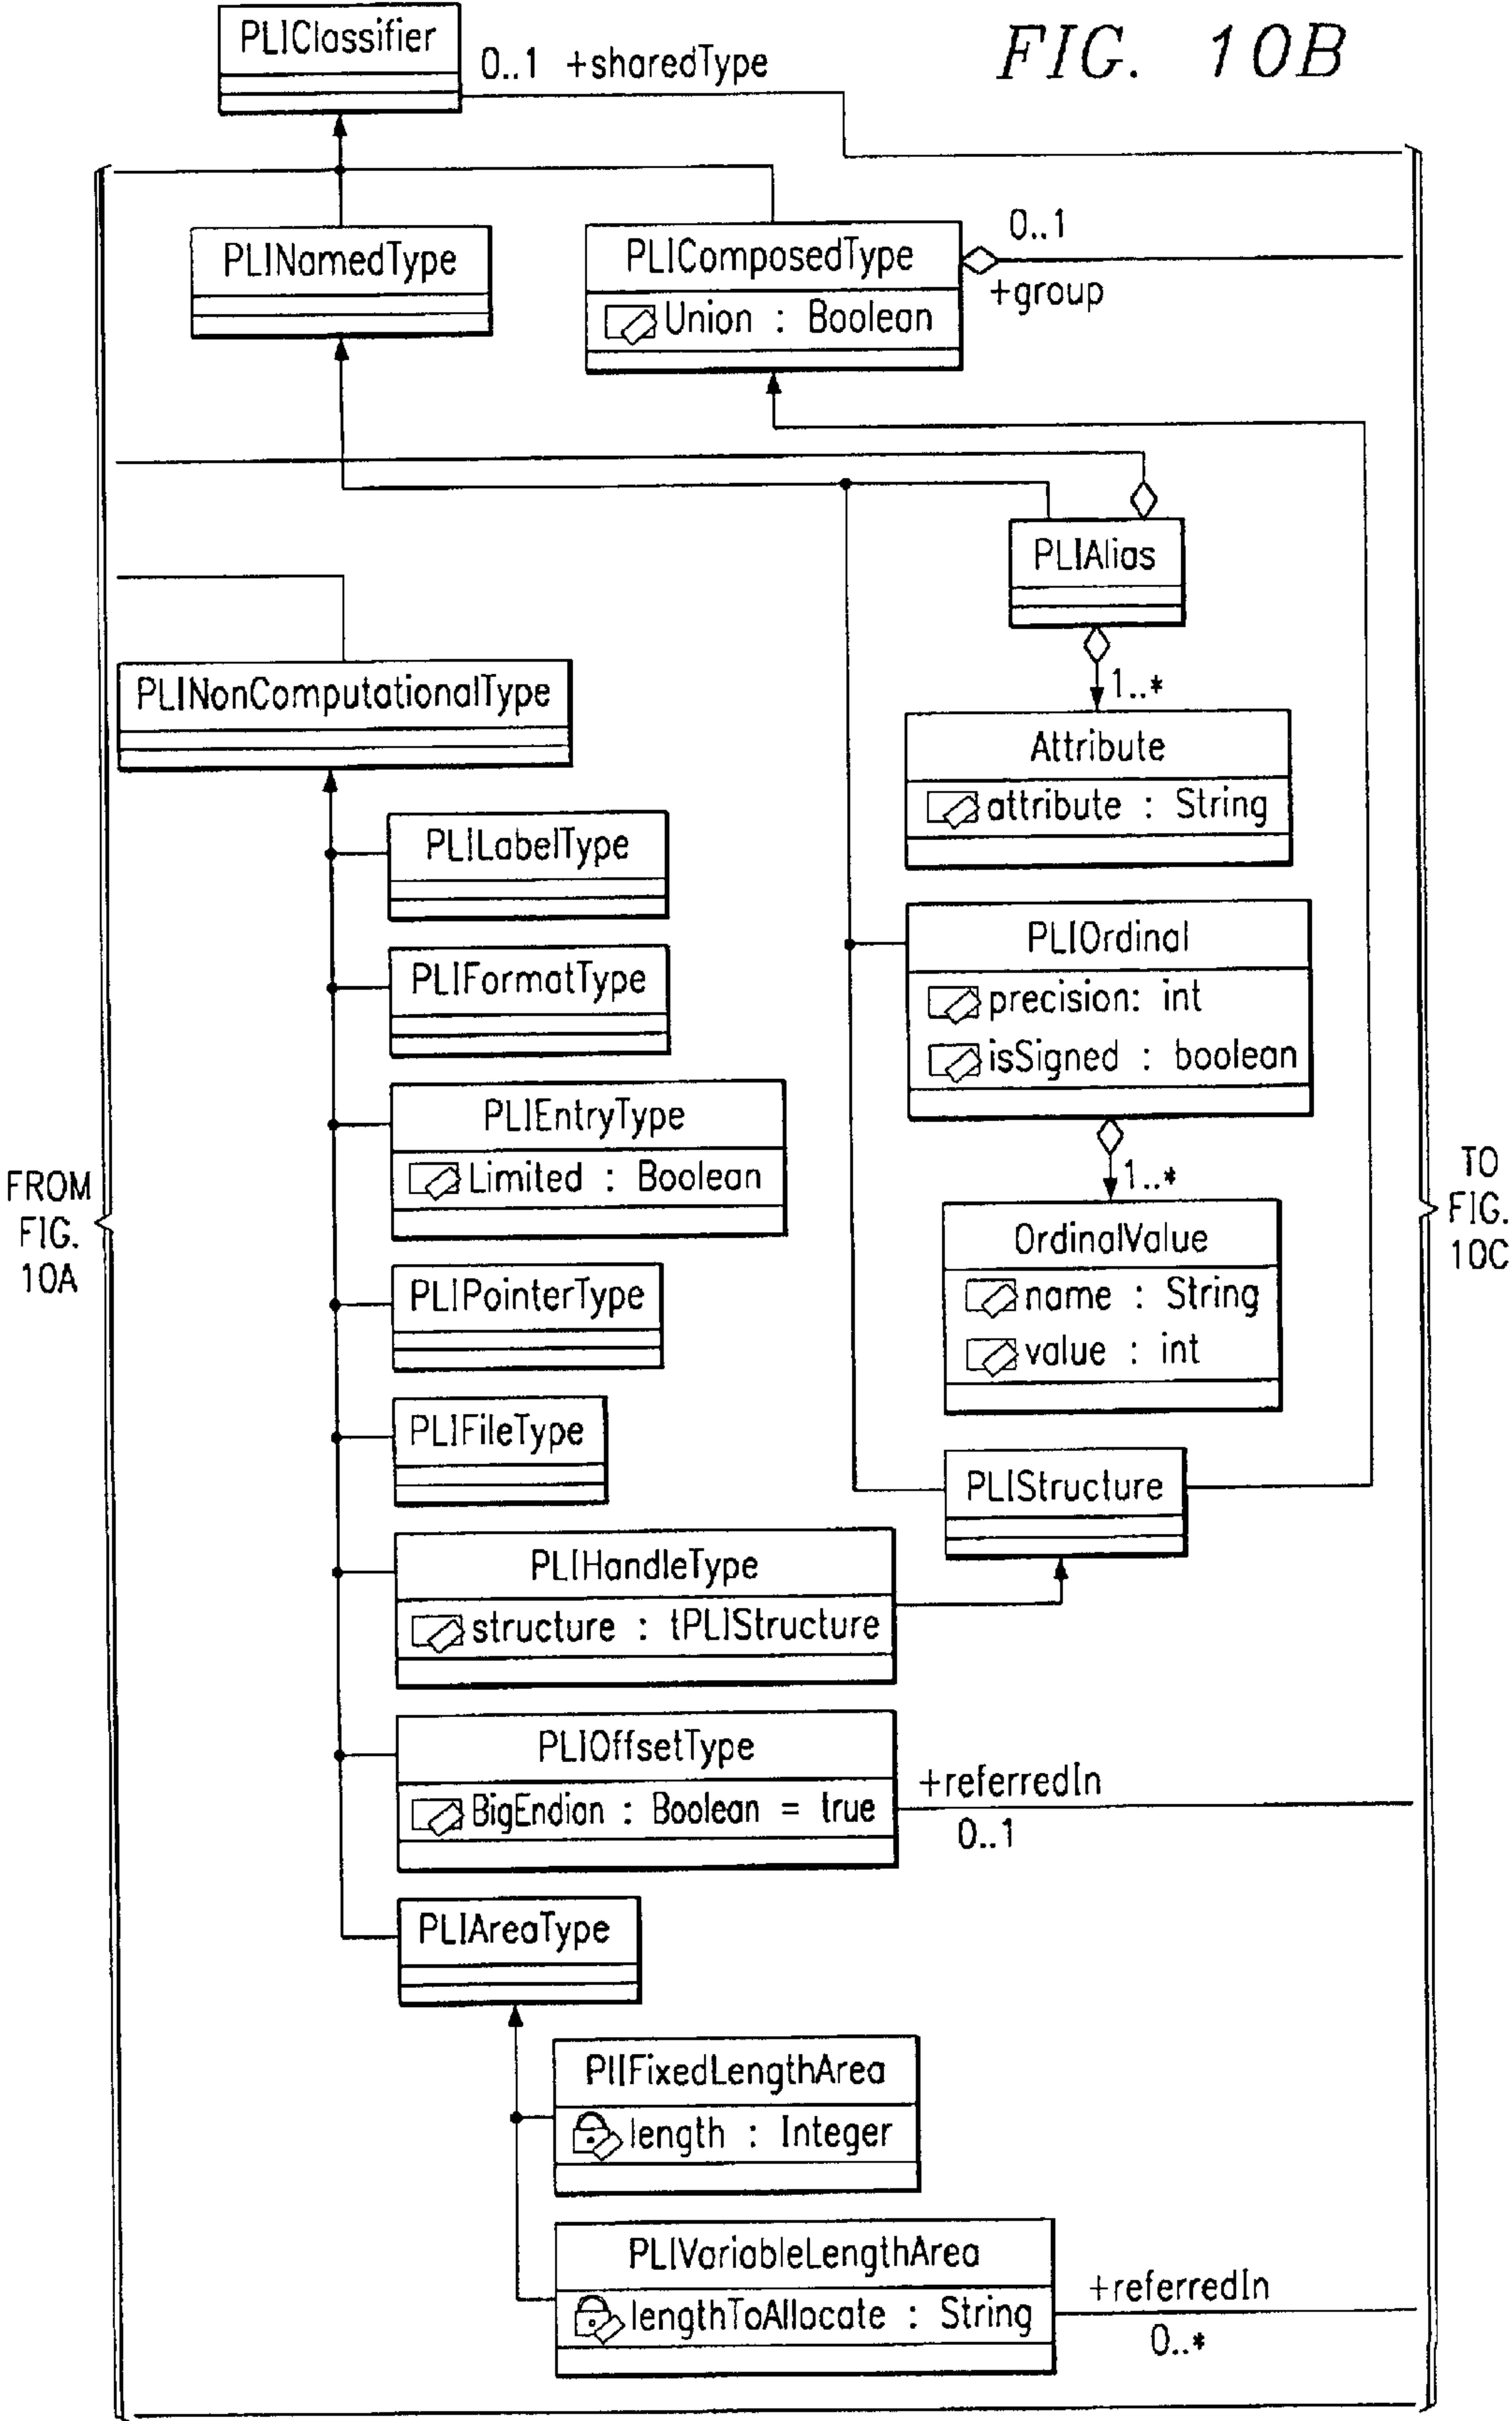 FIG. 10B
PLIClassifier
0..1 +sharedType
PLINamedType
PLIComposedType
Union : Boolean
0..1
+group
PLIAlias
1..*
PLINonComputationalType
Attribute
attribute : String
PLILabelType
PLIOrdinal
precision: int
isSigned : boolean
PLIFormatType
PLIEntryType
Limited : Boolean
1..*
FROM
FIG.
10A
TO
FIG.
10C
OrdinalValue
name : String
value : int
PLIPointerType
PLIFileType
PLIStructure
PLIHandleType
structure : tPLIStructure
PLIOffsetType
BigEndian : Boolean = true
+referredIn
0..1
PLIAreaType
PlIFixedLengthArea
length : Integer
PLIVariableLengthArea
lengthToAllocate : String
+referredIn
0..*